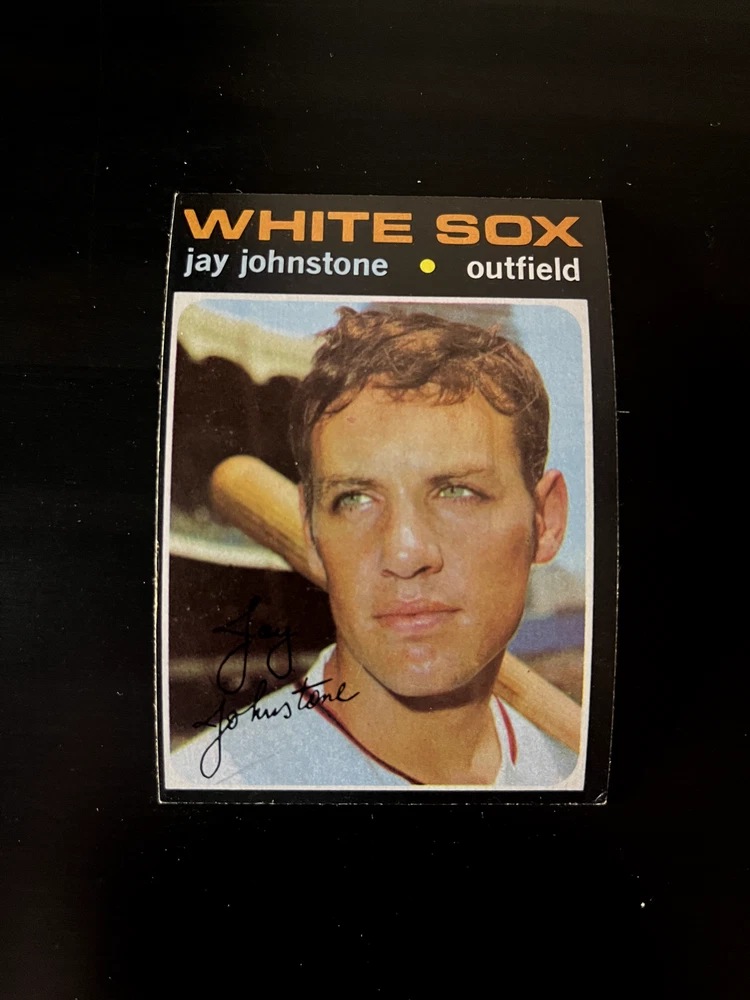 WHITE SOX
jay johnstone • outfield
Jay
Johnstone